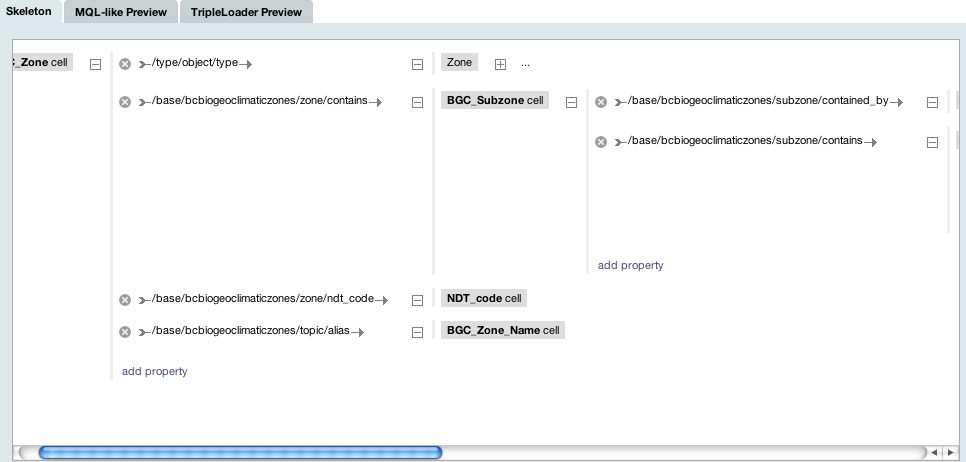 Skeleton MQL-like Preview TripleLoader Preview
C_Zone cell /type/object/type Zone ...
/base/bcbiogeoclimaticzones/zone/contains BGC_Subzone cell /base/bcbiogeoclimaticzones/subzone/contained_by
/base/bcbiogeoclimaticzones/subzone/contains
add property
/base/bcbiogeoclimaticzones/zone/ndt_code NDT_code cell
/base/bcbiogeoclimaticzones/topic/alias BGC_Zone_Name cell
add property